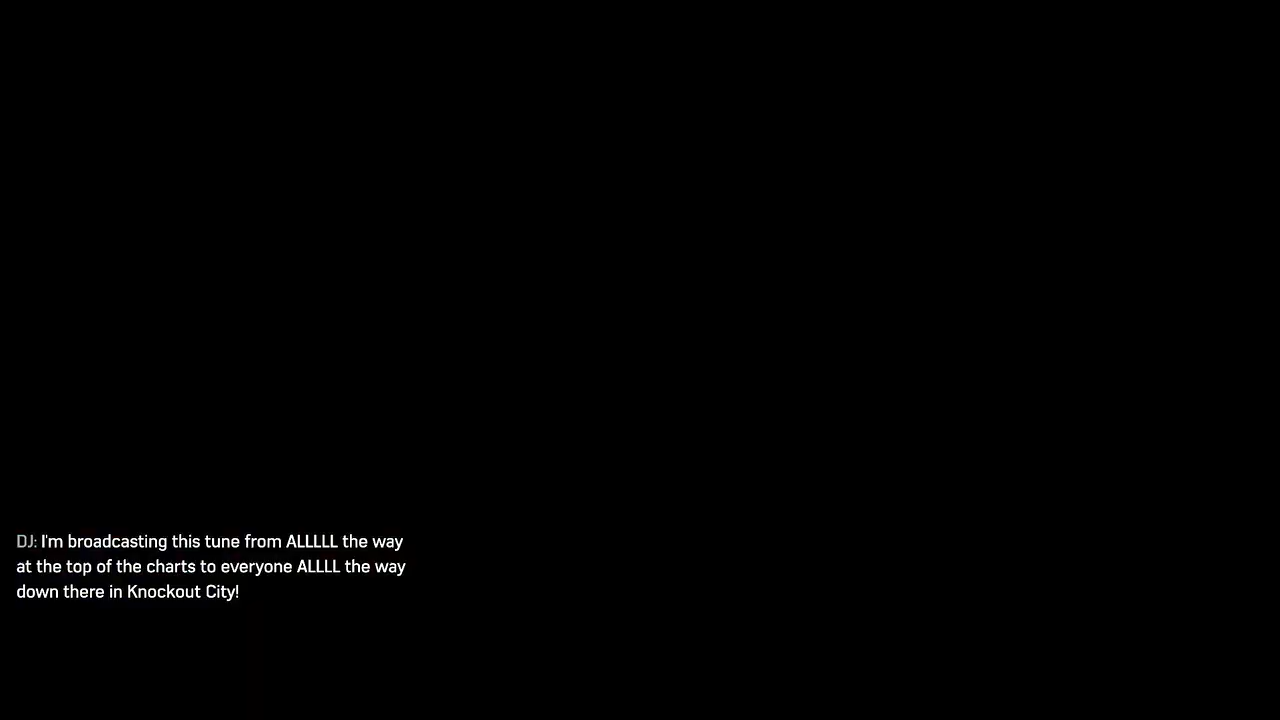 DJ: I'm broadcasting this tune from ALLLLL the way
at the top of the charts to everyone ALLLL the way
down there in Knockout City!